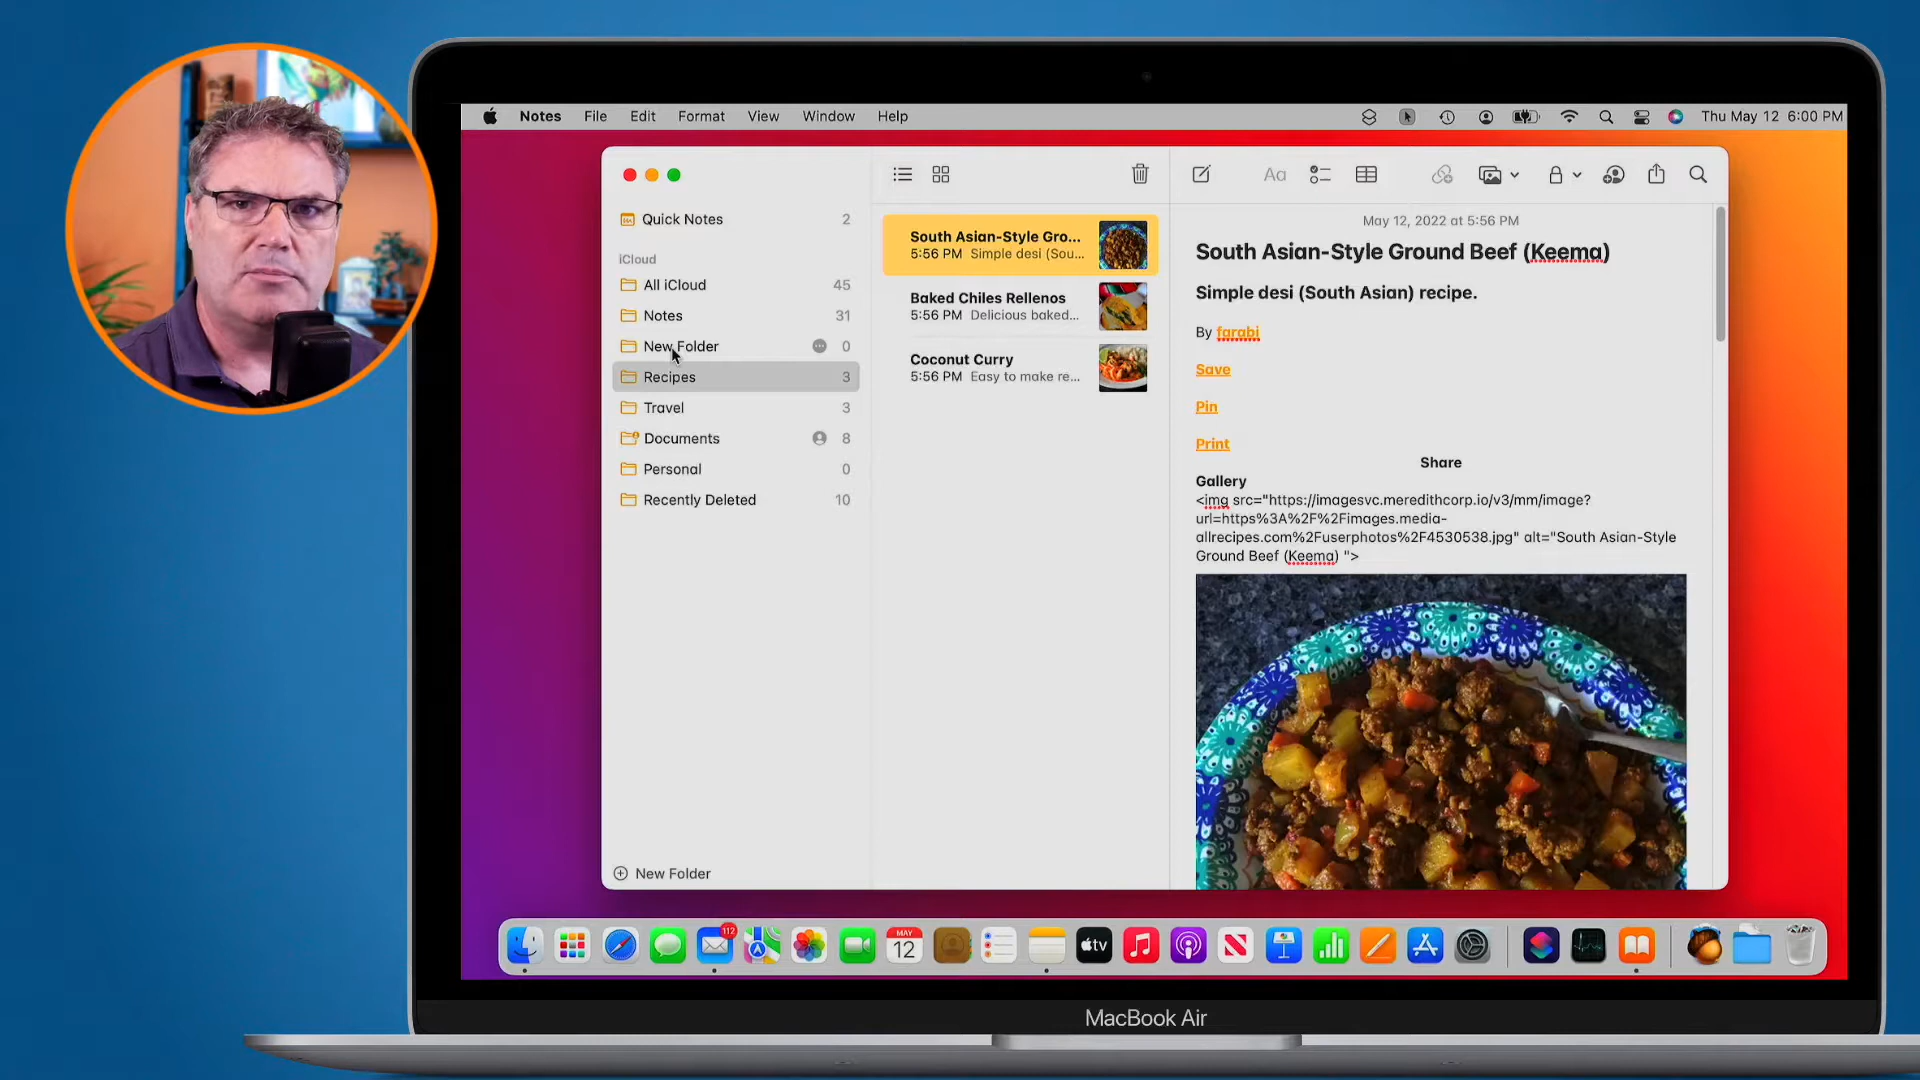 Notes File Edit Format View Window Help Thu May 12 6:00 PM
Quick Notes 2
iCloud
All iCloud 45
Notes 31
New Folder 0
Recipes 3
Travel 3
Documents 8
Personal 0
Recently Deleted 10
New Folder
South Asian-Style Gro...
5:56 PM Simple desi (Sou...
Baked Chiles Rellenos
5:56 PM Delicious baked...
Coconut Curry
5:56 PM Easy to make re...
Aa
May 12, 2022 at 5:56 PM
South Asian-Style Ground Beef (Keema)
Simple desi (South Asian) recipe.
By farabi
Save
Pin
Print
Share
Gallery
<img src="https://imagesvc.meredithcorp.io/v3/mm/image?
url=https%3A%2F%2Fimages.media-
allrecipes.com%2Fuserphotos%2F4530538.jpg" alt="South Asian-Style
Ground Beef (Keema) ">
112
MAY
12
tv
MacBook Air